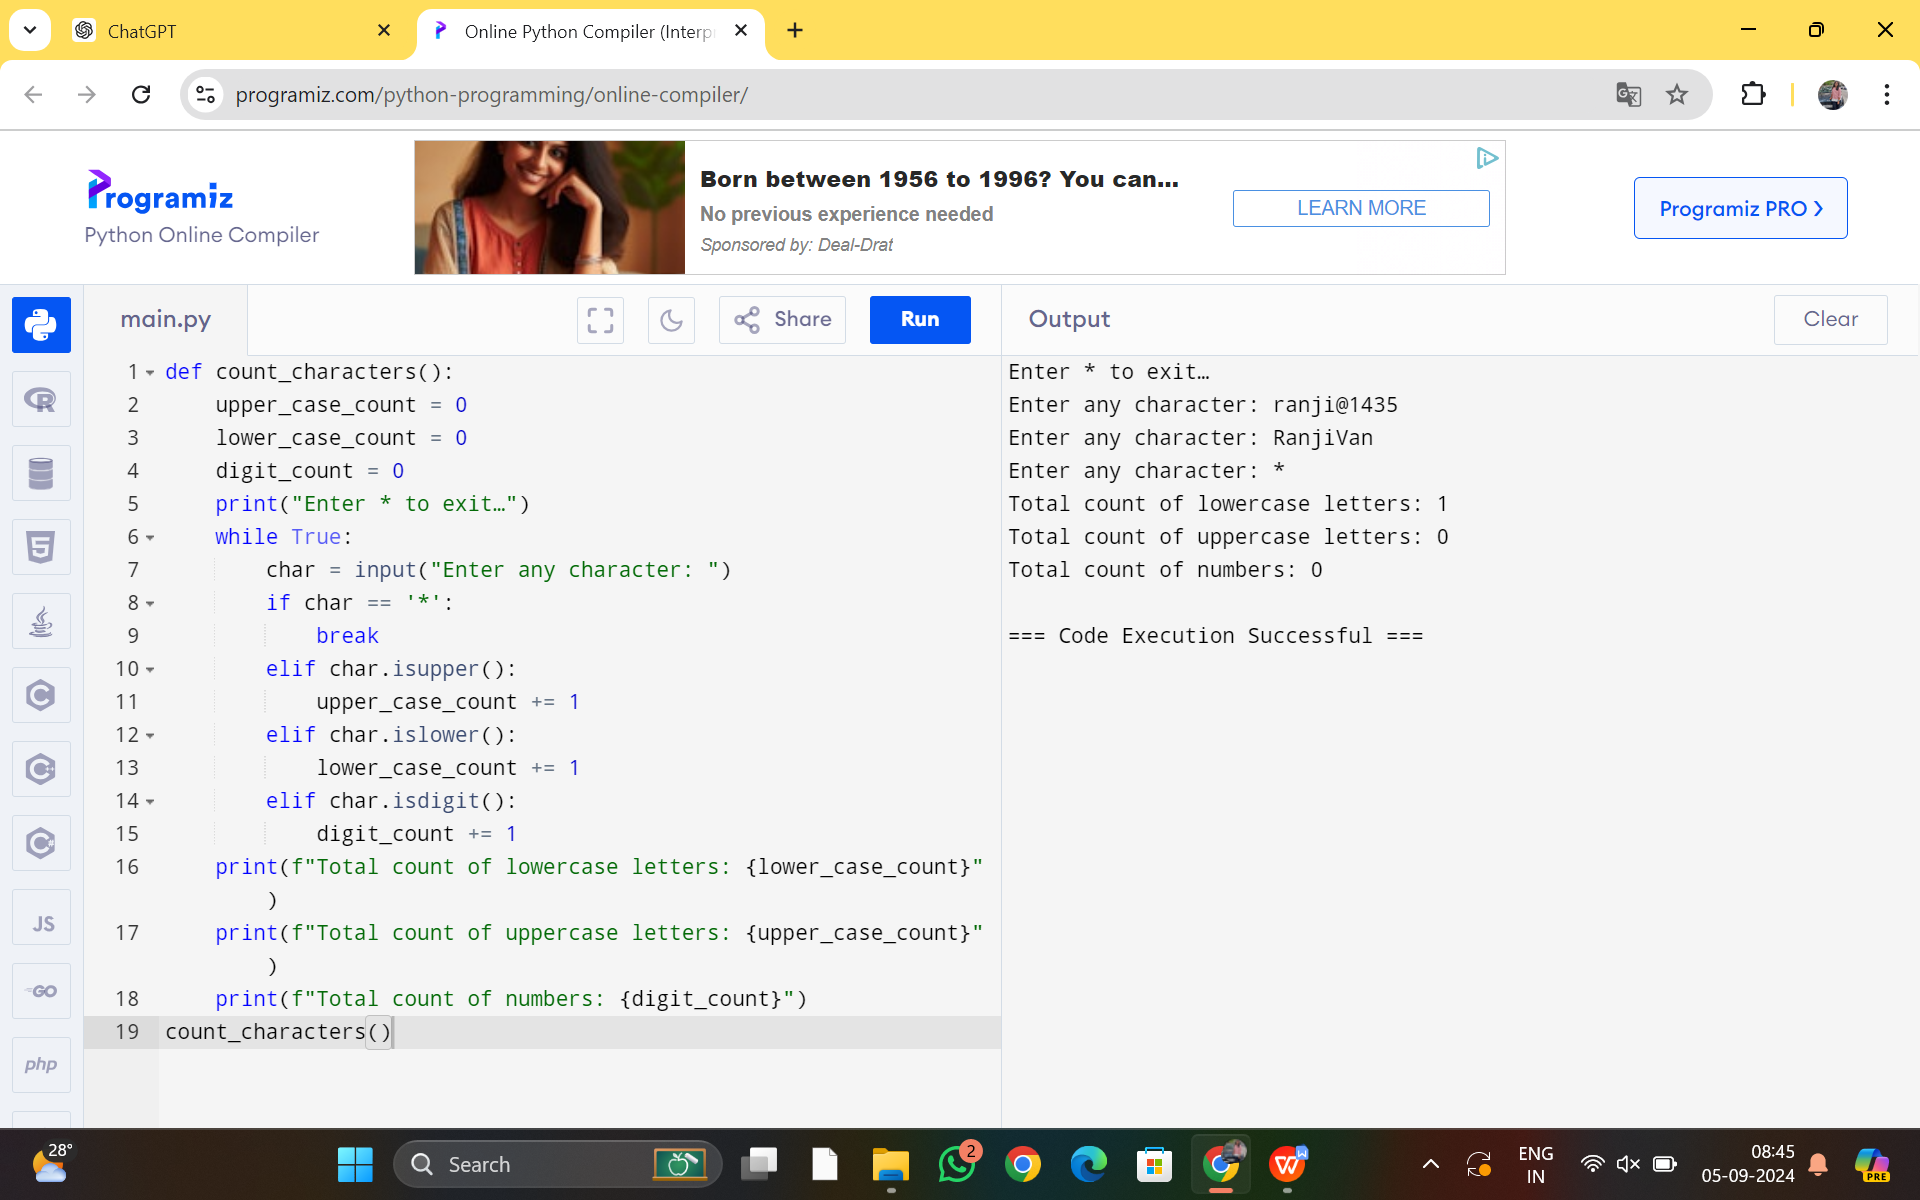 ChatGPT
Online Python Compiler (Interp
programiz.com/python-programming/online-compiler/
Programiz
Python Online Compiler
Born between 1956 to 1996? You can...
No previous experience needed
Sponsored by: Deal-Drat
LEARN MORE
Programiz PRO
main.py
Share
Run
Output
Clear
1 def count_characters():
2 upper_case_count = 0
3 lower_case_count = 0
4 digit_count = 0
5 print("Enter * to exit…")
6 while True:
7 char = input("Enter any character: ")
8 if char == '*':
9 break
10 elif char.isupper():
11 upper_case_count += 1
12 elif char.islower():
13 lower_case_count += 1
14 elif char.isdigit():
15 digit_count += 1
16 print(f"Total count of lowercase letters: {lower_case_count}"
)
17 print(f"Total count of uppercase letters: {upper_case_count}"
)
18 print(f"Total count of numbers: {digit_count}")
19 count_characters()
Enter * to exit…
Enter any character: ranji@1435
Enter any character: RanjiVan
Enter any character: *
Total count of lowercase letters: 1
Total count of uppercase letters: 0
Total count of numbers: 0
=== Code Execution Successful ===
R
5
C
C
C#
JS
GO
php
28°
Search
2
W
W
ENG
IN
08:45
05-09-2024
PRE